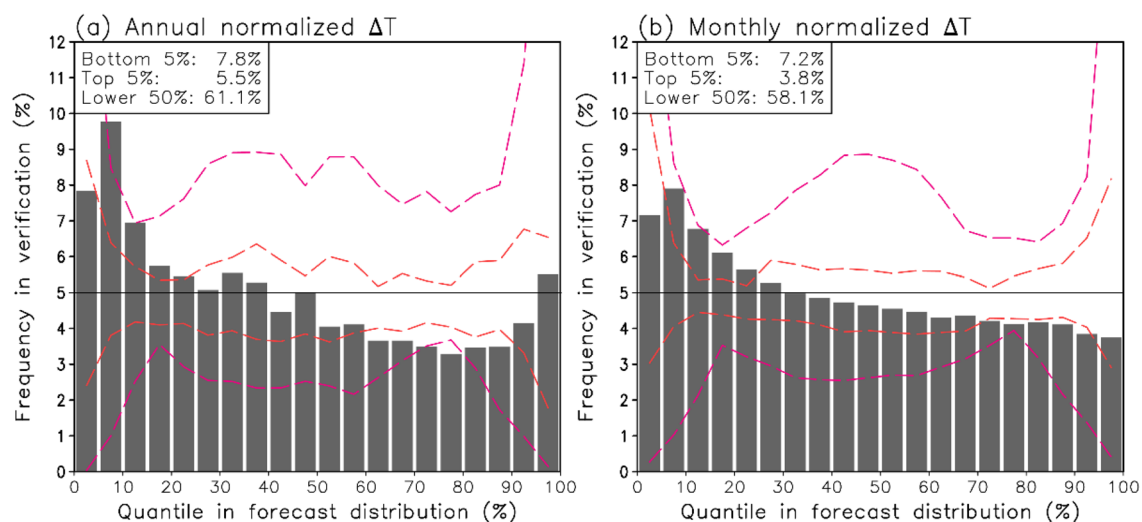 (a) Annual normalized ΔT
Bottom 5%: 7.8%
Top 5%: 5.5%
Lower 50%: 61.1%
Frequency in verification (%)
12
11
10
9
8
7
6
5
4
3
2
1
0
0 10 20 30 40 50 60 70 80 90 100
Quantile in forecast distribution (%)
(b) Monthly normalized ΔT
Bottom 5%: 7.2%
Top 5%: 3.8%
Lower 50%: 58.1%
Frequency in verification (%)
12
11
10
9
8
7
6
5
4
3
2
1
0
0 10 20 30 40 50 60 70 80 90 100
Quantile in forecast distribution (%)